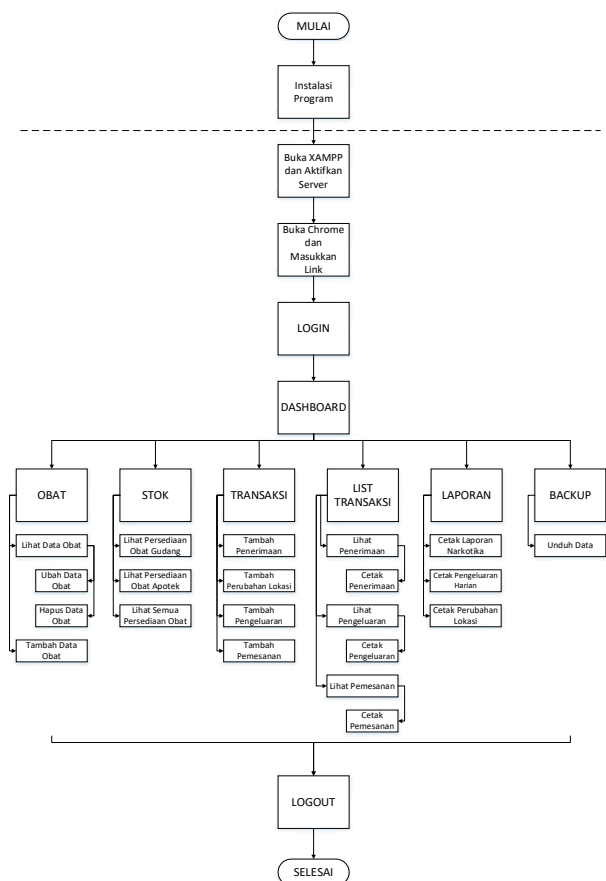 MULAI
Instalasi
Program
Buka XAMPP
dan Aktifkan
Server
Buka Chrome
dan
Masukkan
Link
LOGIN
DASHBOARD
OBAT
Lihat Data Obat
Ubah Data
Obat
Hapus Data
Obat
Tambah Data
Obat
STOK
Lihat Persediaan
Obat Gudang
Lihat Persediaan
Obat Apotek
Lihat Semua
Persediaan Obat
TRANSAKSI
Tambah
Penerimaan
Tambah
Perubahan Lokasi
Tambah
Pengeluaran
Tambah
Pemesanan
LIST
TRANSAKSI
Lihat
Penerimaan
Cetak
Penerimaan
Lihat
Pengeluaran
Cetak
Pengeluaran
Lihat Pemesanan
Cetak
Pemesanan
LAPORAN
Cetak Laporan
Narkotika
Cetak Pengeluaran
Harian
Cetak Perubahan
Lokasi
BACKUP
Unduh Data
LOGOUT
SELESAI